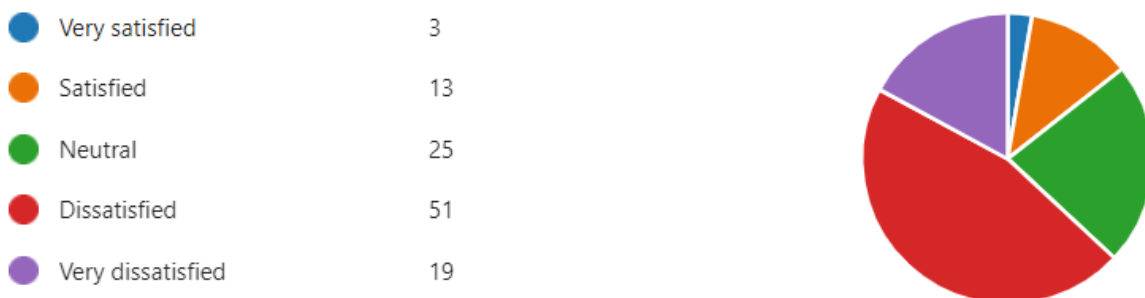 Very satisfied 3
Satisfied 13
Neutral 25
Dissatisfied 51
Very dissatisfied 19